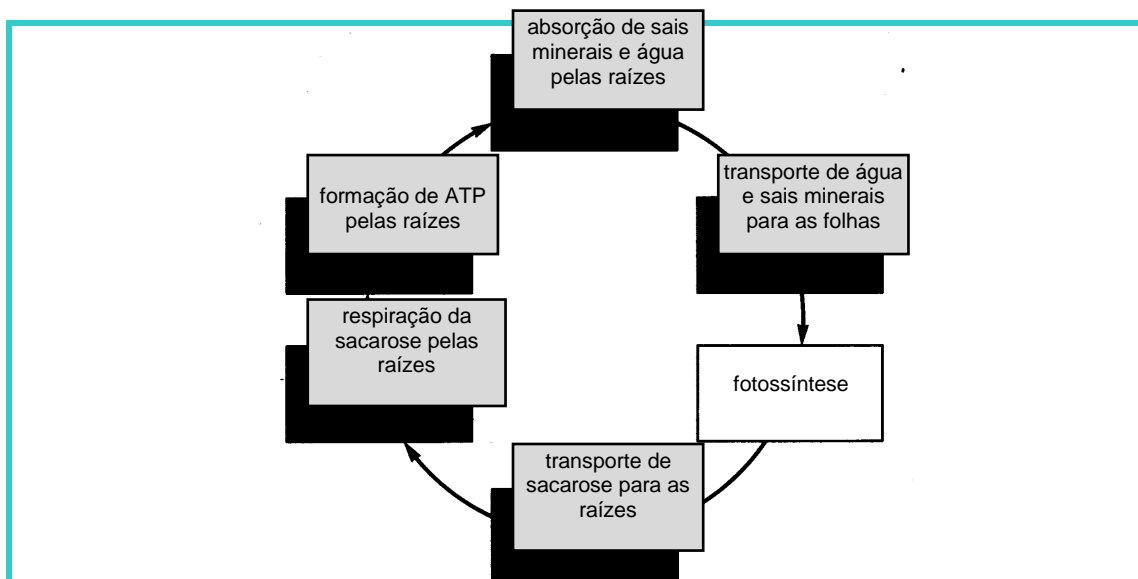 absorção de sais
minerais e água
pelas raízes
transporte de água
e sais minerais
para as folhas
fotossíntese
transporte de
sacarose para as
raízes
respiração da
sacarose pelas
raízes
formação de ATP
pelas raízes